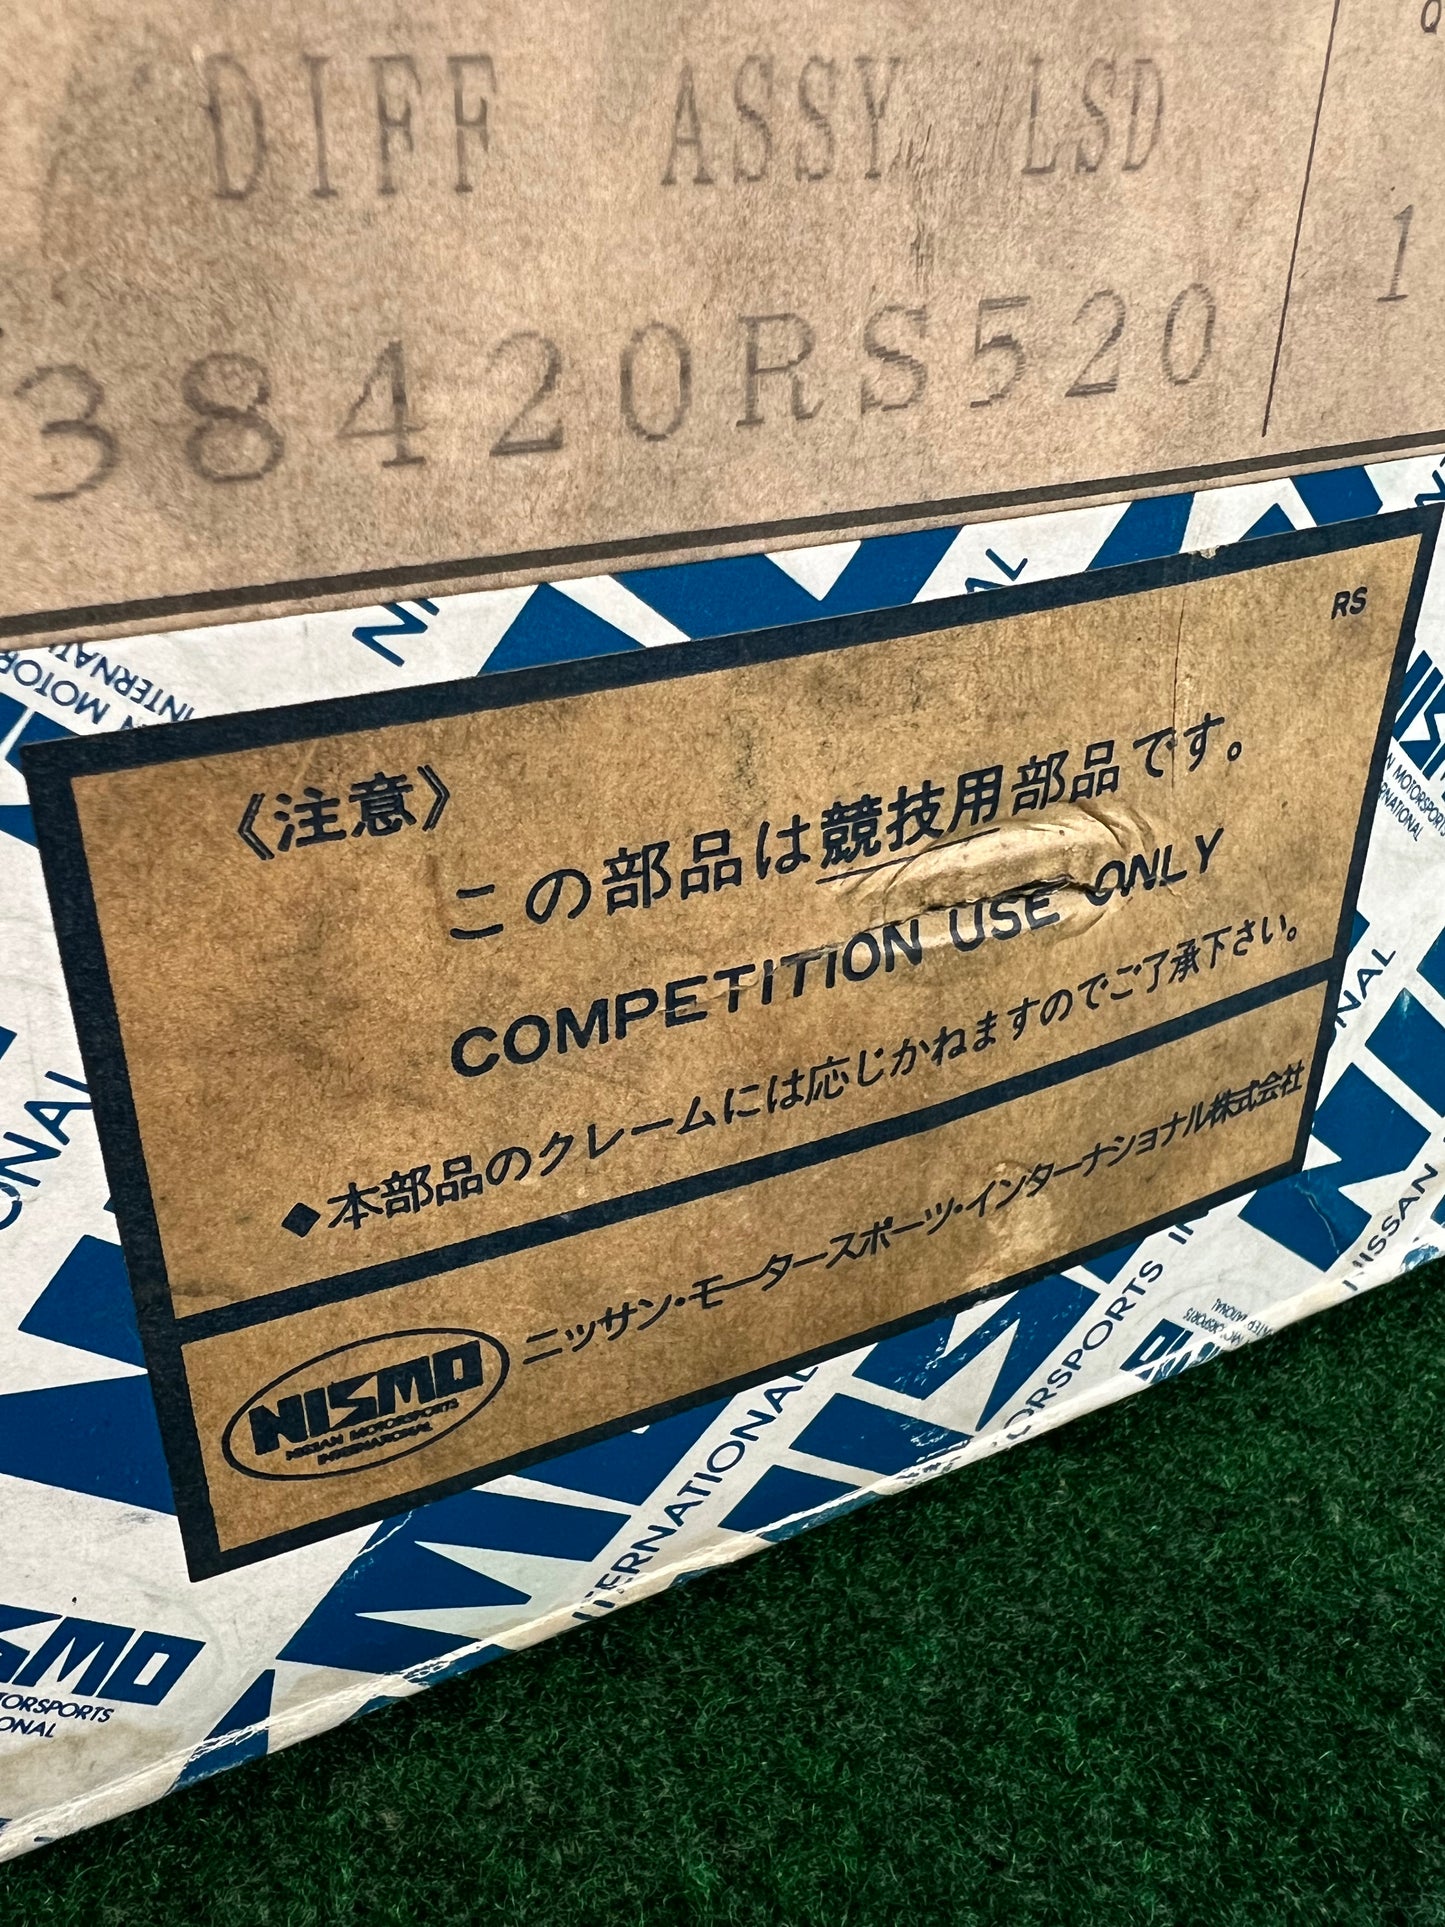 DIFF ASSY LSD
1
38420RS520
RS
《注意》
この部品は競技用部品です。
COMPETITION USE ONLY
◆本部品のクレームには応じかねますのでご了承下さい。
ニッサン・モータースポーツ・インターナショナル株式会社
NISMO
NISSAN MOTORSPORTS
INTERNATIONAL